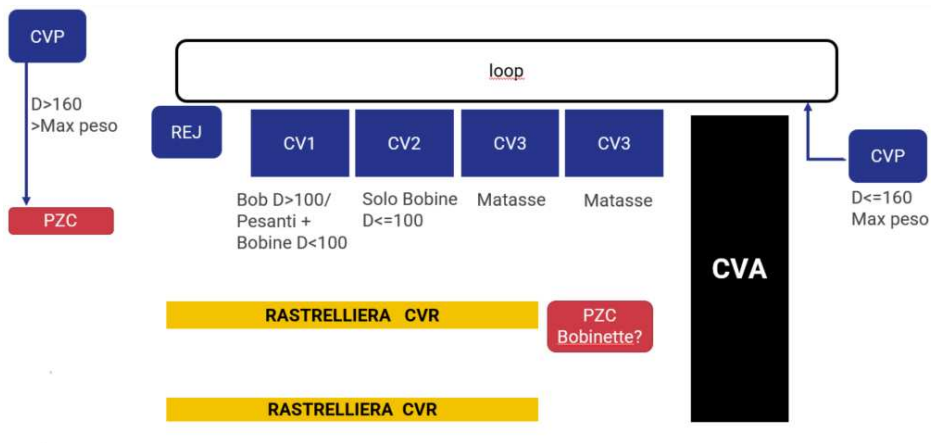 CVP
D>160
>Max peso
PZC
loop
REJ
CV1
CV2
CV3
CV3
Bob D>100/
Pesanti +
Bobine D<100
Solo Bobine
D<=100
Matasse
Matasse
CVP
D<=160
Max peso
CVA
RASTRELLIERA CVR
PZC
Bobinette?
RASTRELLIERA CVR